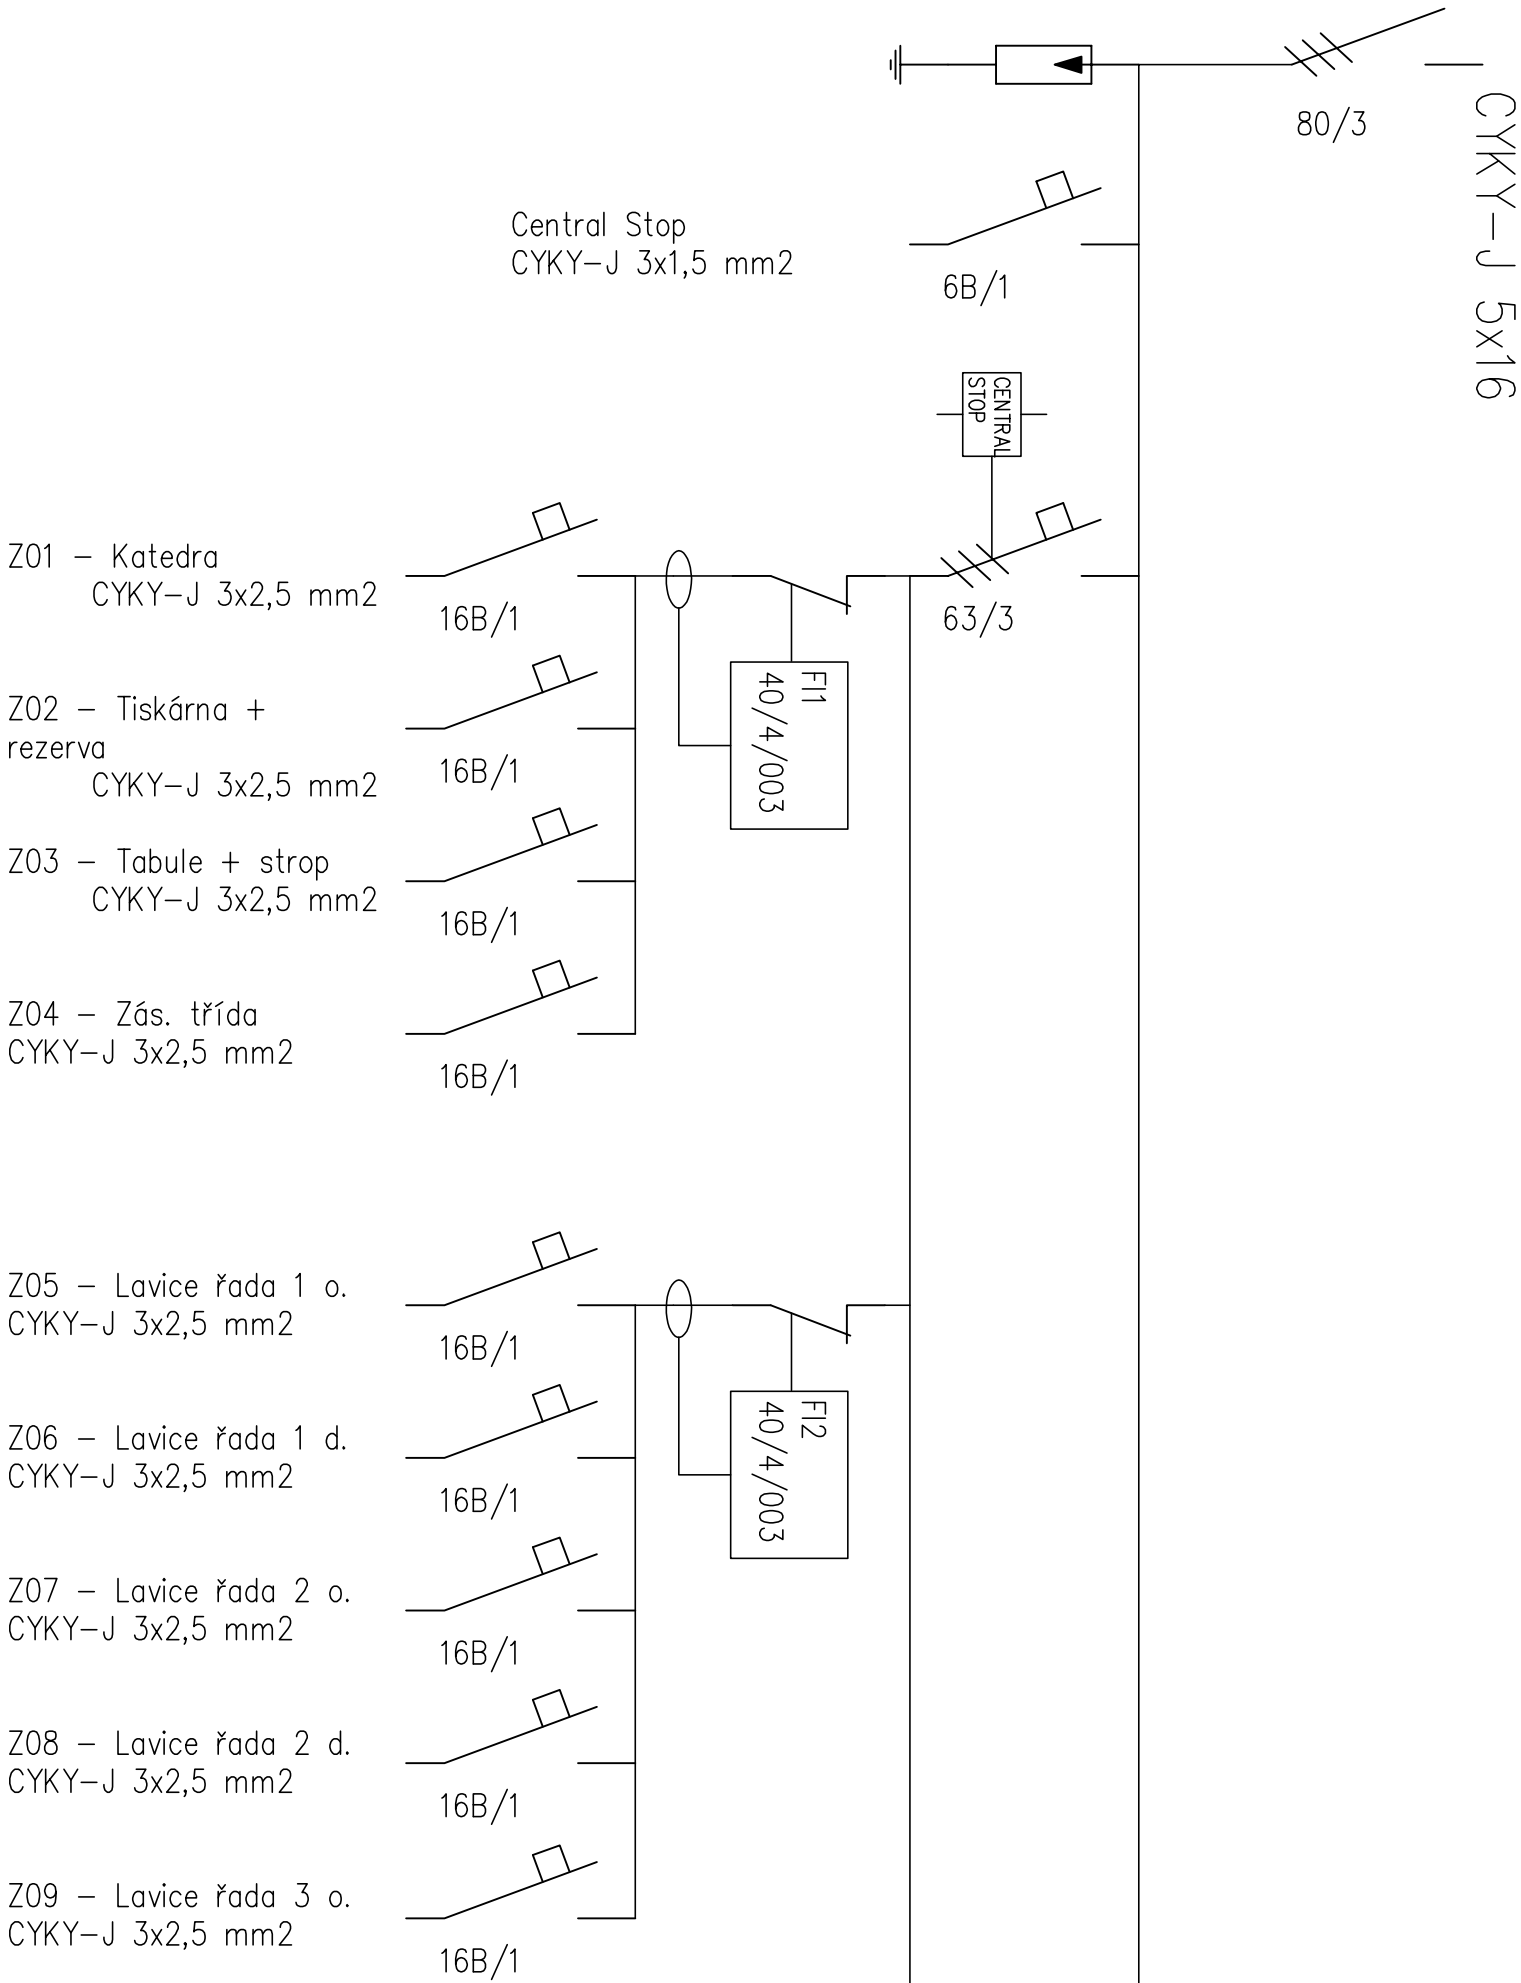 80/3
CYKY-J 5x16
Central Stop
CYKY-J 3x1,5 mm2
6B/1
CENTRAL
STOP
Z01 - Katedra
CYKY-J 3x2,5 mm2
16B/1
63/3
FI1
40/4/003
Z02 - Tiskárna +
rezerva
CYKY-J 3x2,5 mm2
16B/1
Z03 - Tabule + strop
CYKY-J 3x2,5 mm2
16B/1
Z04 - Zás. třída
CYKY-J 3x2,5 mm2
16B/1
Z05 - Lavice řada 1 o.
CYKY-J 3x2,5 mm2
16B/1
FI2
40/4/003
Z06 - Lavice řada 1 d.
CYKY-J 3x2,5 mm2
16B/1
Z07 - Lavice řada 2 o.
CYKY-J 3x2,5 mm2
16B/1
Z08 - Lavice řada 2 d.
CYKY-J 3x2,5 mm2
16B/1
Z09 - Lavice řada 3 o.
CYKY-J 3x2,5 mm2
16B/1